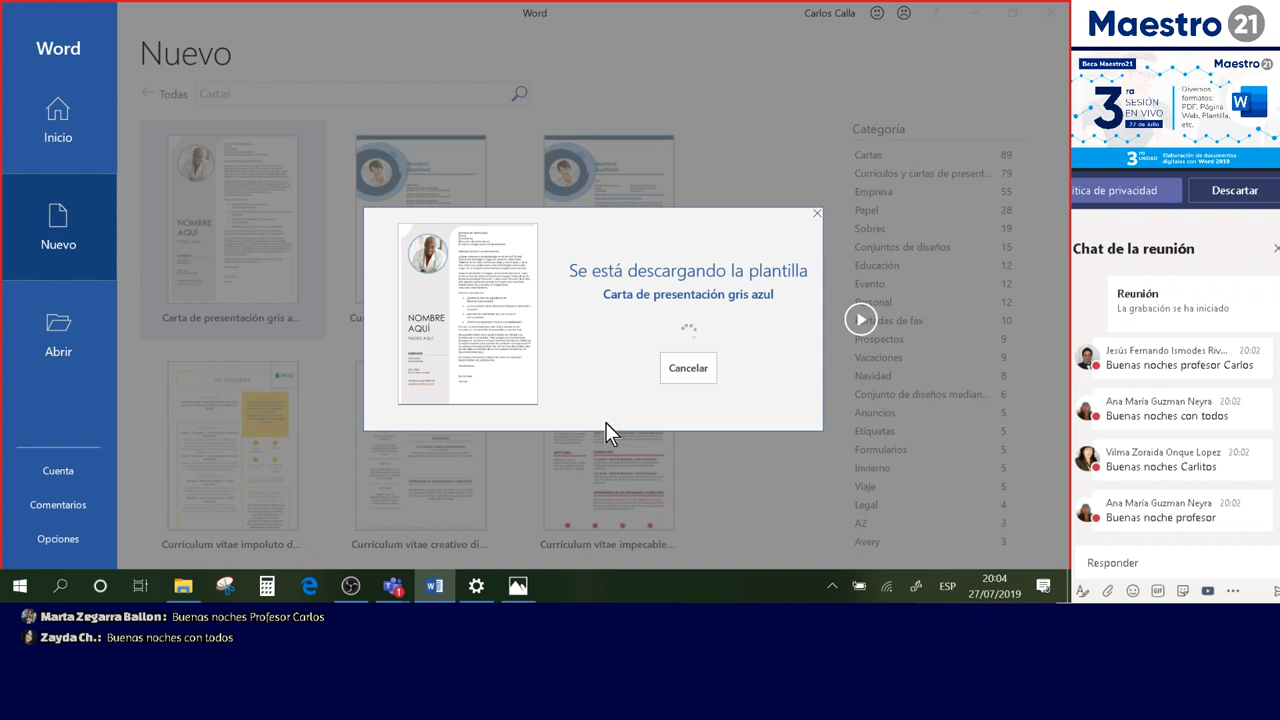 Word
Word
Carlos Calla
?
Inicio
Nuevo
Abrir
Cuenta
Comentarios
Opciones
Nuevo
Todas
Cartas
NOMBRE
Carta de presentación gris a...
Currículum vítae impoluto d...
Currículum vítae creativo di...
Currículum vítae impecable...
Categoría
Cartas 89
Currículos y cartas de present... 79
Empresa 55
Papel 28
Sobres 19
Conjuntos de diseños 15
Educación 12
Evento 12
Personal 12
10
Prospectos 9
Vacaciones 9
Navidad 8
Conjunto de diseños median... 6
Anuncios 5
Etiquetas 5
Formularios 5
Invierno 5
Viaje 5
Legal 4
A2 3
Avery 3
NOMBRE
AQUÍ
Se está descargando la plantilla
Carta de presentación gris azul
Cancelar
ESP
20:04
27/07/2019
Maestro 21
Beca Maestro21
Maestro 21
3ra
SESIÓN
EN VIVO
27 de Julio
Diversos
formatos:
PDF, Página
Web, Plantilla,
etc.
W
3RA UNIDAD
Elaboración de documentos
digitales con Word 2019
ítica de privacidad
Descartar
Chat de la reunión
Reunión
La grabación se ha iniciado
Jesús Fernando Paredes Riv... 20:02
Buenas noches profesor Carlos
Ana María Guzman Neyra 20:02
Buenas noches con todos
Vilma Zoraida Onque Lopez 20:02
Buenas noches Carlitos
Ana María Guzman Neyra 20:02
Buenas noche profesor
Responder
Marta Zegarra Ballon : Buenas noches Profesor Carlos
Zayda Ch.: Buenas noches con todos